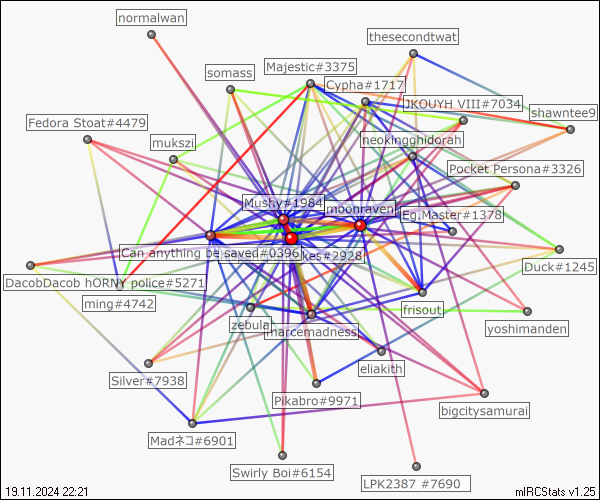 normalwan
thesecondtwat
somass
Majestic#3375
Cypha#1717
JKOUYH VIII#7034
shawntee9
Fedora Stoat#4479
mukszi
neokingghidorah
Pocket Persona#3326
Mushy#1984
moonraven
Eg,Master#1378
Can anything be saved#0396
kes#2928
Duck#1245
DacobDacob hORNY police#5271
ming#4742
frisout
zebulal
marcemadness
yoshimanden
eliakith
Silver#7938
Pikabro#9971
bigcitysamurai
Madネコ#6901
Swirly Boi#6154
LPK2387 #7690
19.11.2024 22:21
mIRCStats v1.25